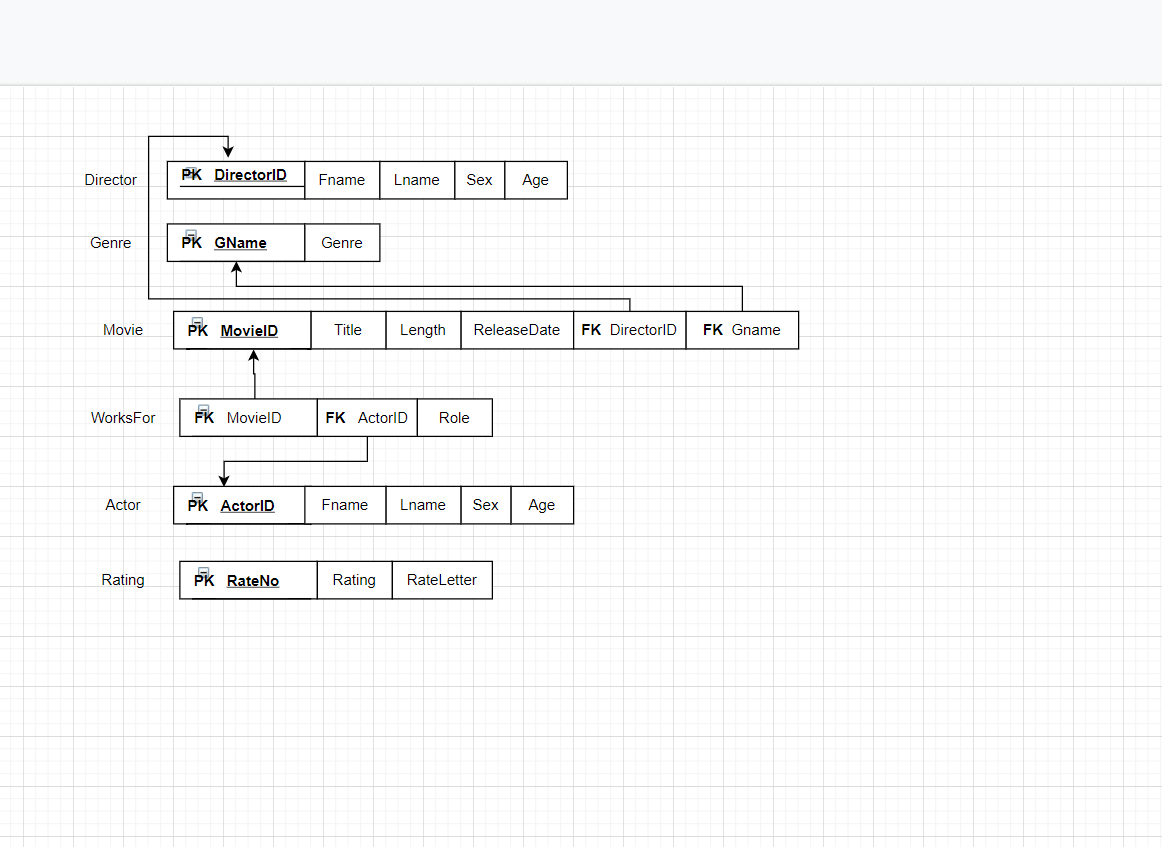 Director PK DirectorID Fname Lname Sex Age
Genre PK GName Genre
Movie PK MovieID Title Length ReleaseDate FK DirectorID FK Gname
WorksFor FK MovieID FK ActorID Role
Actor PK ActorID Fname Lname Sex Age
Rating PK RateNo Rating RateLetter